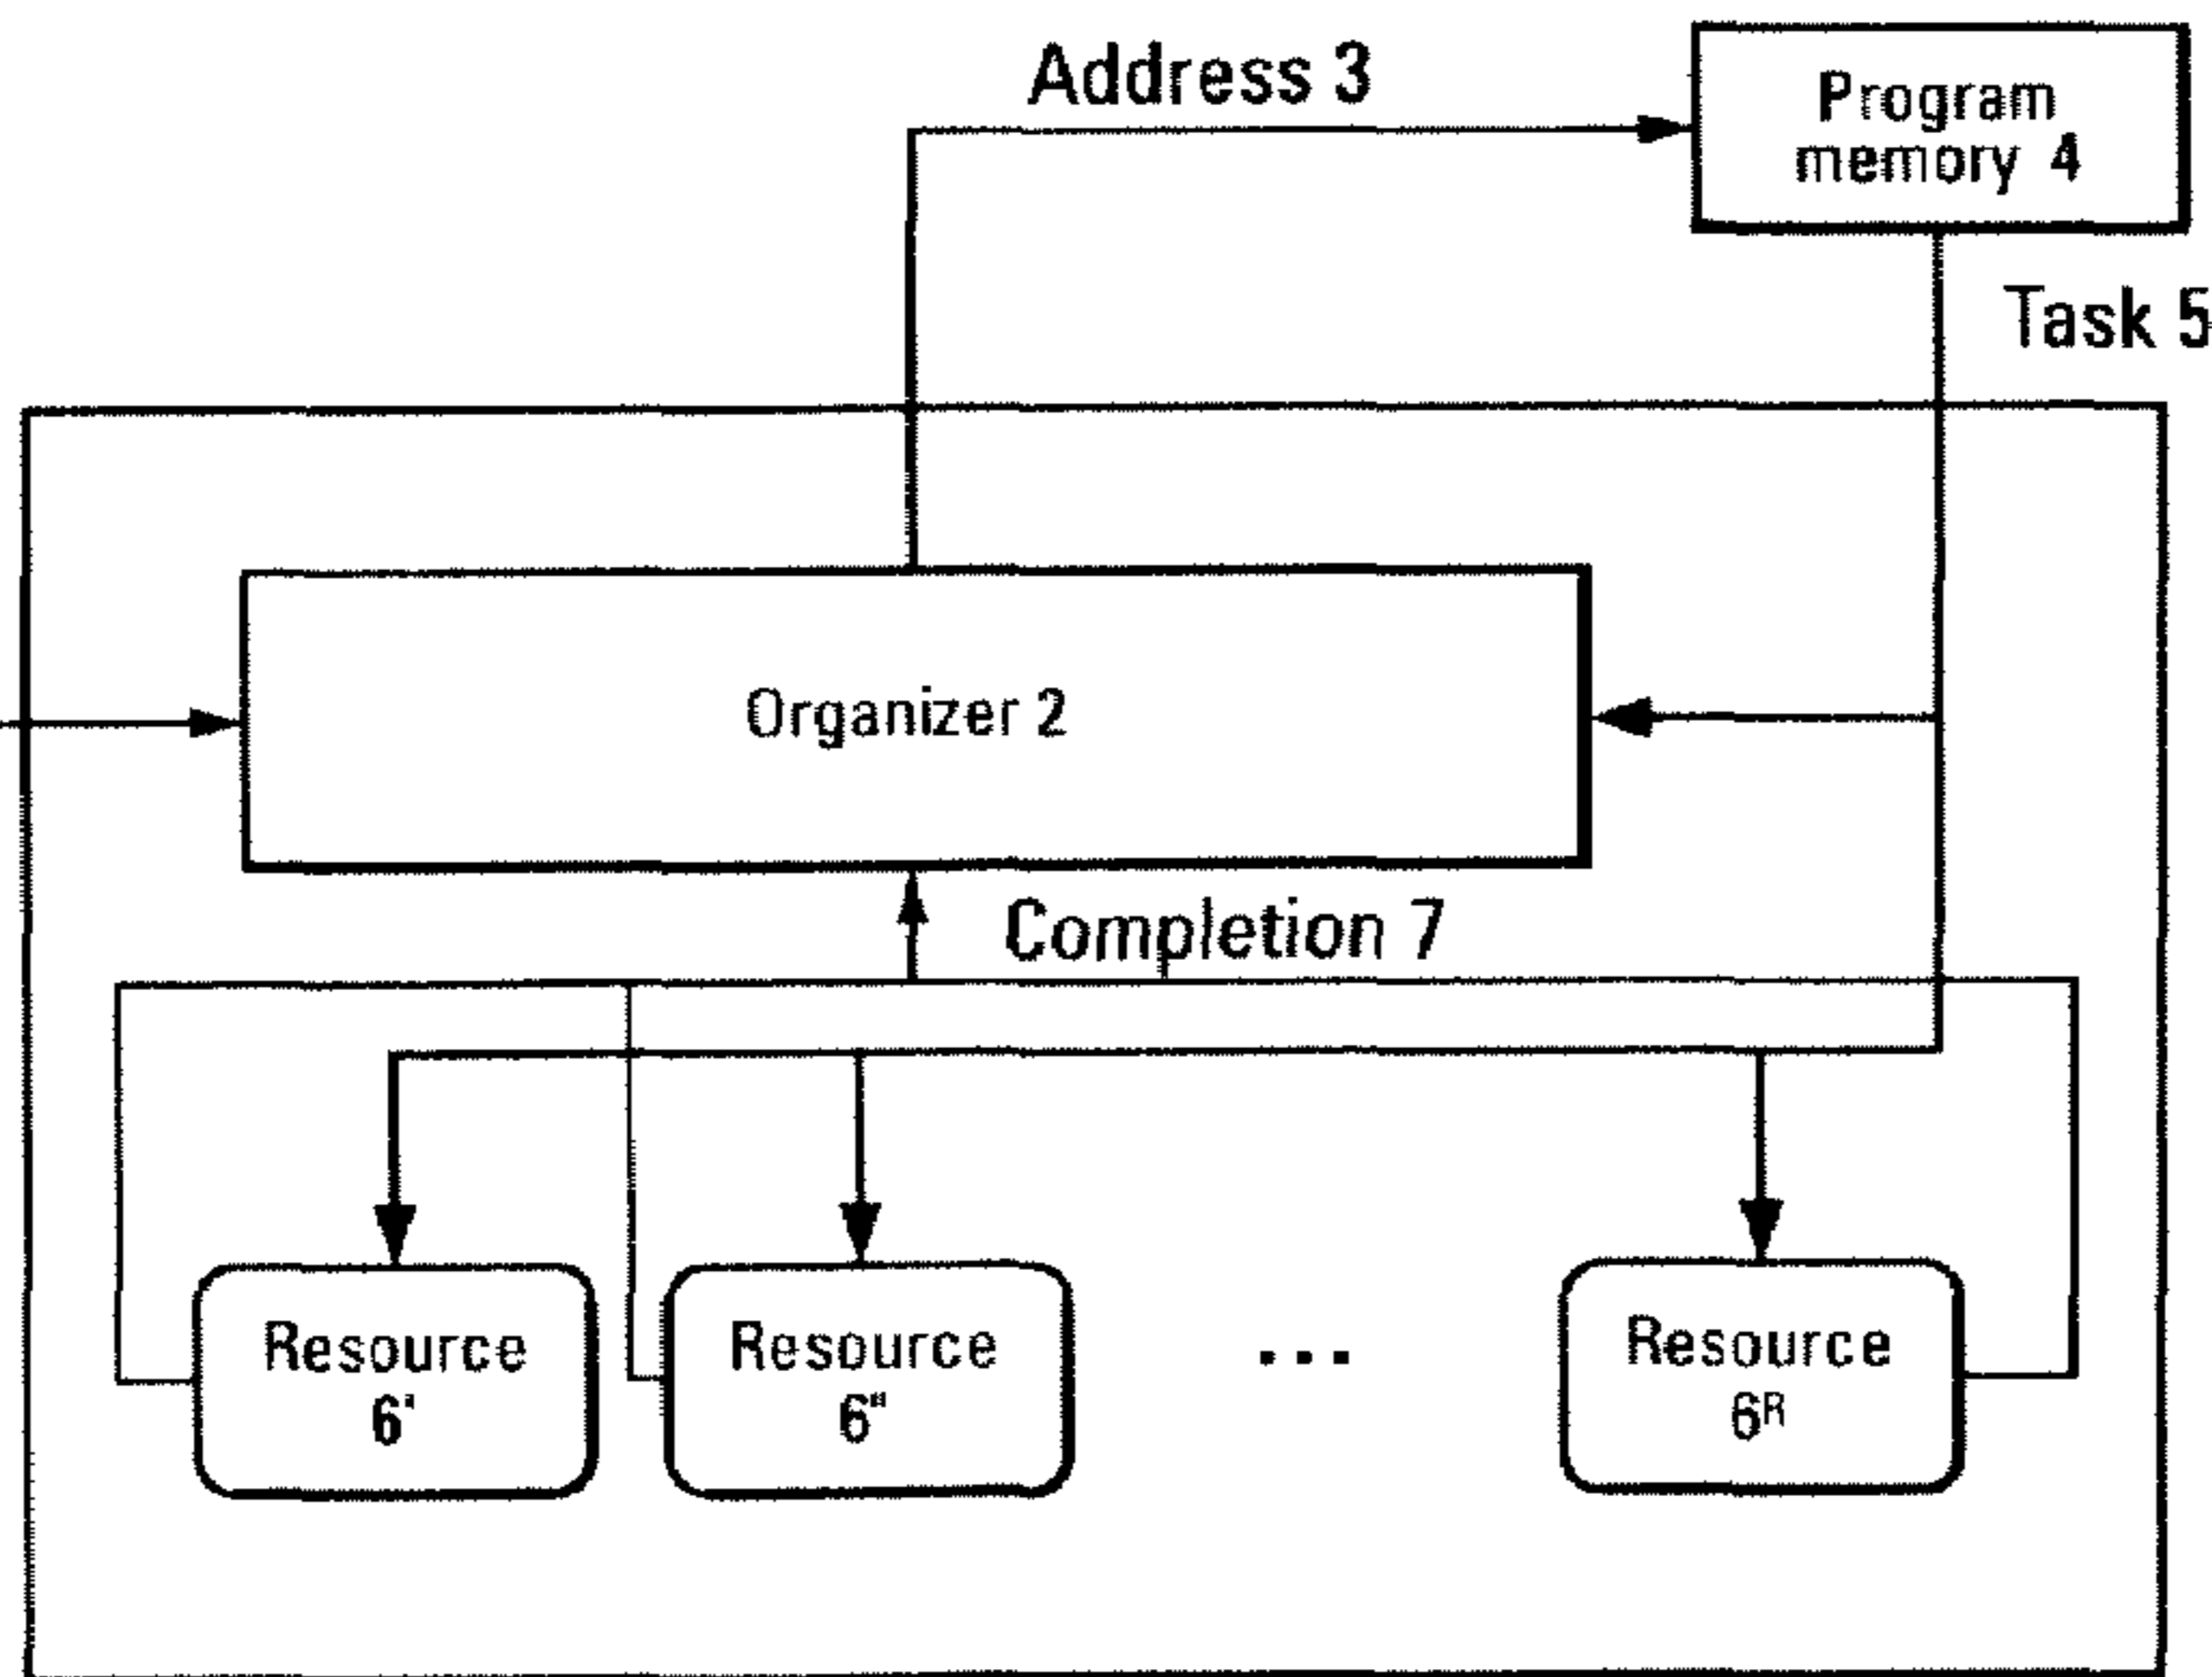 Address 3
Program
memory 4
Task 5
Organizer 2
Completion 7
Resource
6'
Resource
6"
...
Resource
6ᴿ